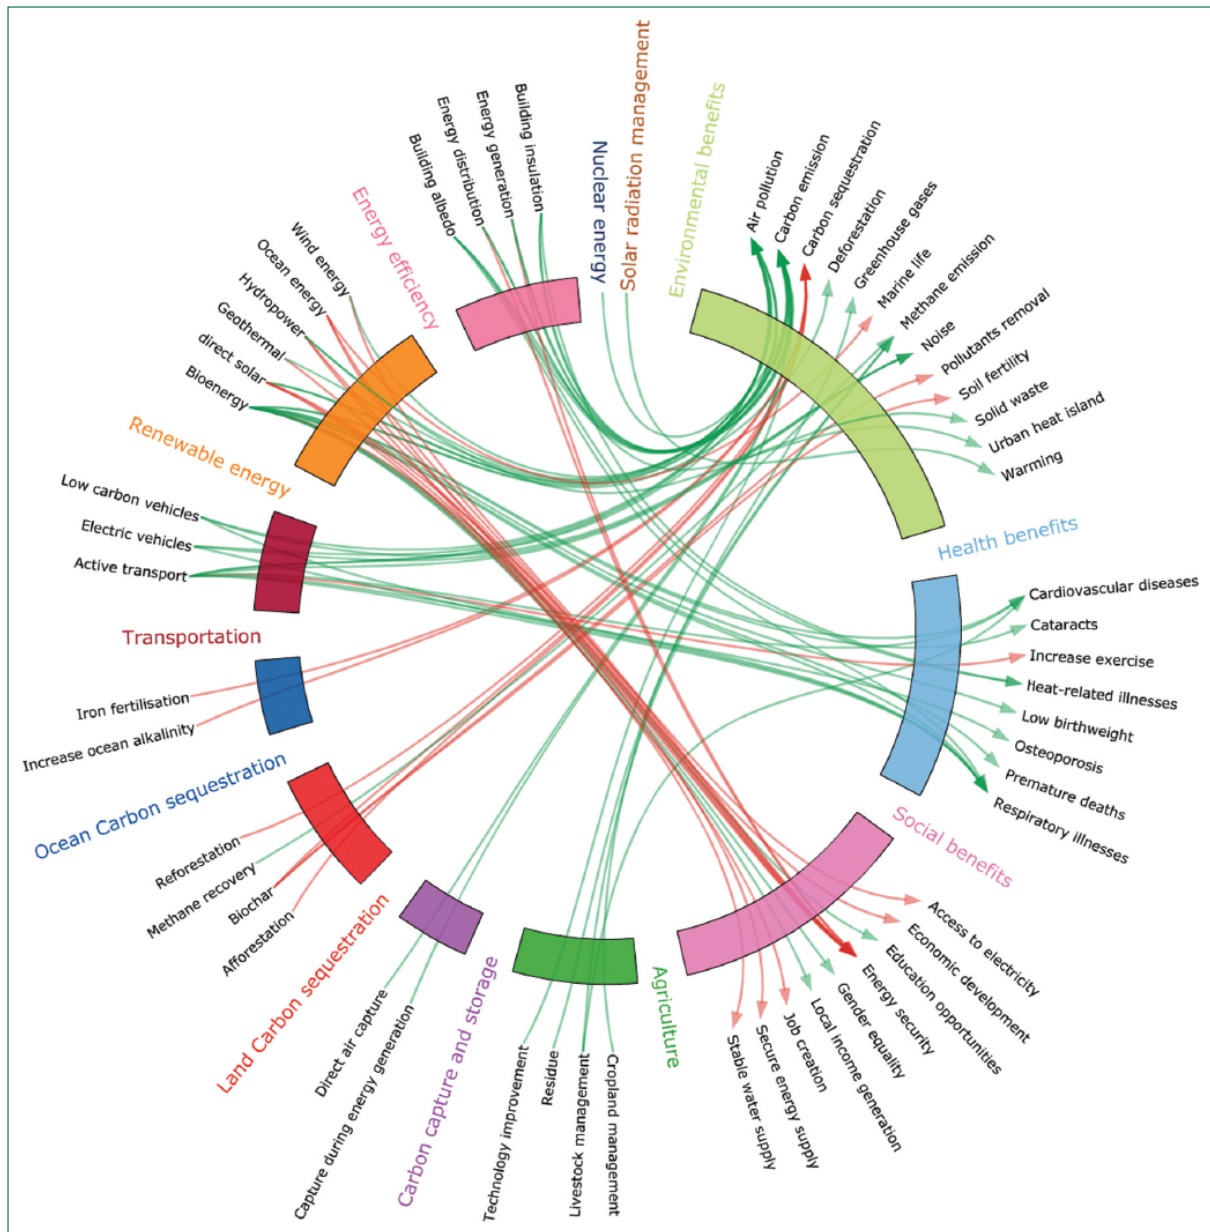 Solar radiation management
Environmental benefits
Air pollution
Carbon emission
Carbon sequestration
Deforestation
Greenhouse gases
Marine life
Methane emission
Noise
Pollutants removal
Soil fertility
Solid waste
Urban heat island
Warming
Health benefits
Cardiovascular diseases
Cataracts
Increase exercise
Heat-related illnesses
Low birthweight
Osteoporosis
Premature deaths
Respiratory illnesses
Social benefits
Access to electricity
Economic development
Education opportunities
Energy security
Gender equality
Local income generation
Job creation
Secure energy supply
Stable water supply
Agriculture
Cropland management
Livestock management
Residue
Technology improvement
Carbon capture and storage
Capture during energy generation
Direct air capture
Land Carbon sequestration
Afforestation
Biochar
Methane recovery
Reforestation
Ocean Carbon sequestration
Increase ocean alkalinity
Iron fertilisation
Transportation
Active transport
Electric vehicles
Low carbon vehicles
Renewable energy
Bioenergy
direct solar
Geothermal
Hydropower
Ocean energy
Wind energy
Energy efficiency
Building albedo
Energy distribution
Energy generation
Building insulation
Nuclear energy